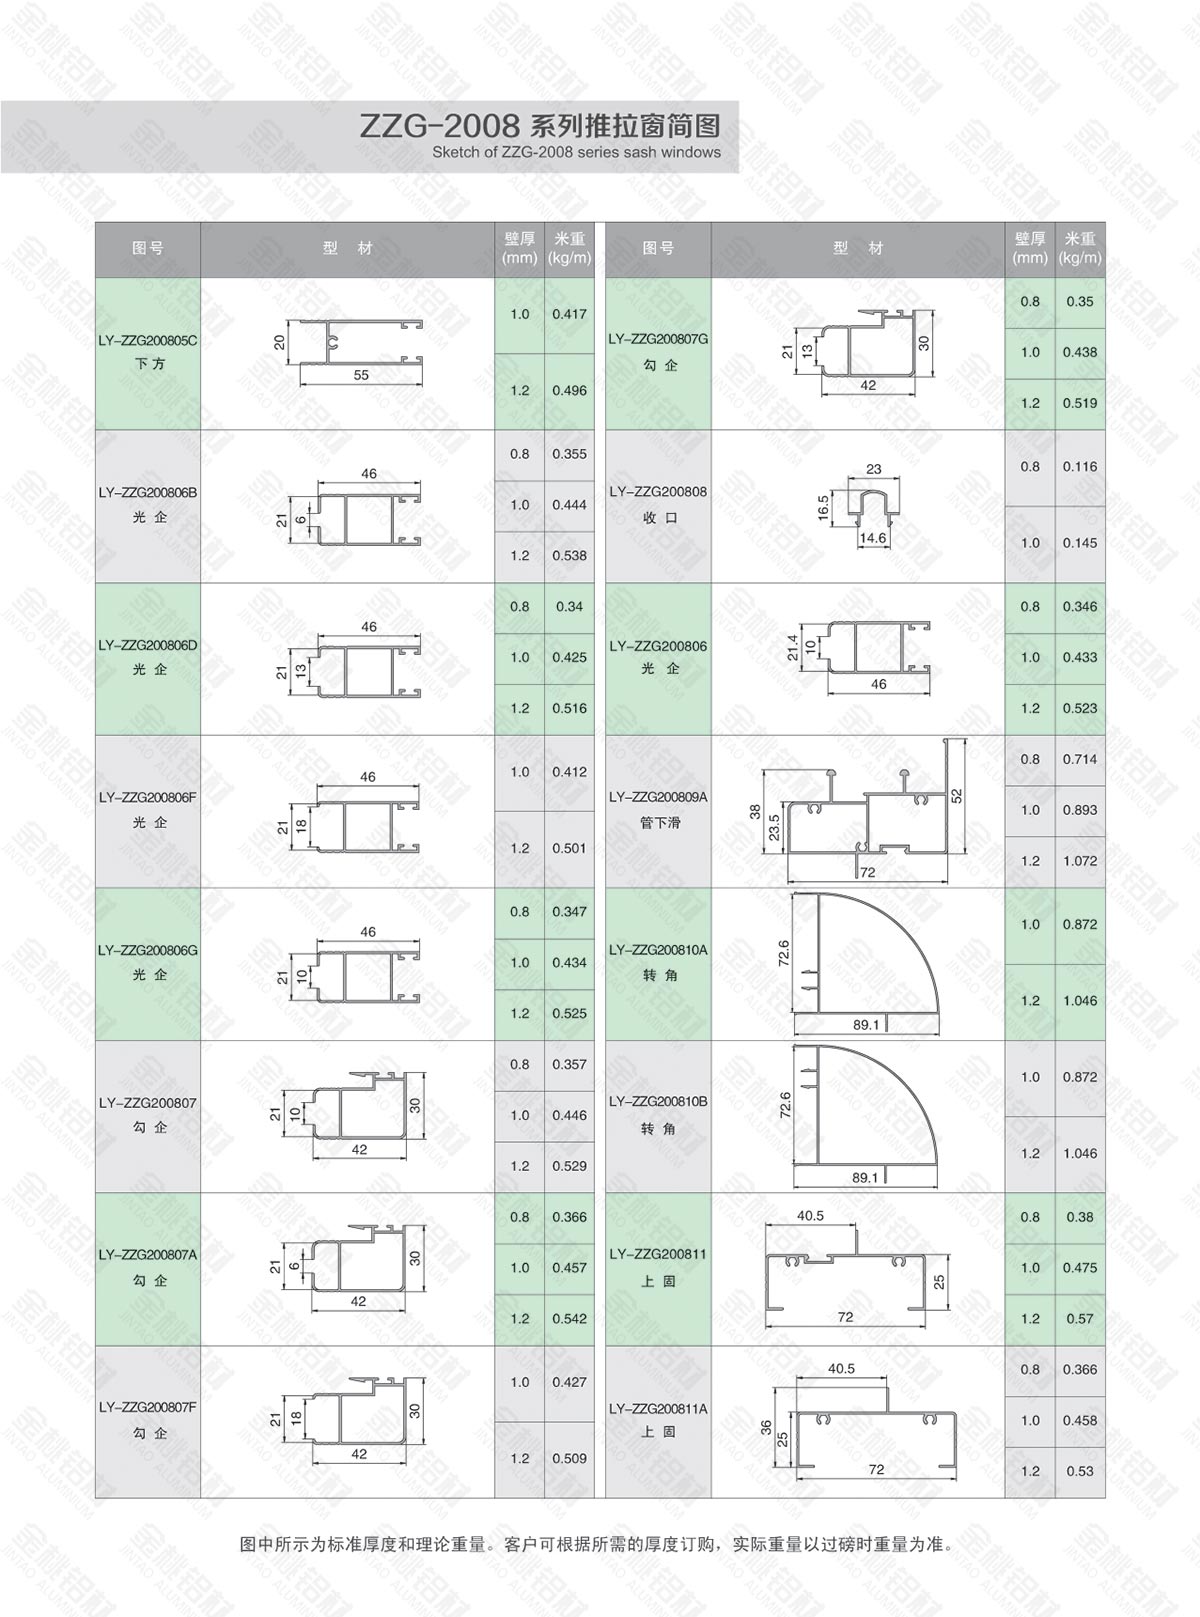 ZZG-2008 系列推拉窗简图
Sketch of ZZG-2008 series sash windows
图号 型 材 壁厚(mm) 米重(kg/m)
LY-ZZG200805C
下 方
20
55
1.0 0.417
1.2 0.496
LY-ZZG200806B
光 企
46
21
6
0.8 0.355
1.0 0.444
1.2 0.538
LY-ZZG200806D
光 企
46
21
13
0.8 0.34
1.0 0.425
1.2 0.516
LY-ZZG200806F
光 企
46
21
18
1.0 0.412
1.2 0.501
LY-ZZG200806G
光 企
46
21
10
0.8 0.347
1.0 0.434
1.2 0.525
LY-ZZG200807
勾 企
21
10
30
42
0.8 0.357
1.0 0.446
1.2 0.529
LY-ZZG200807A
勾 企
21
6
30
42
0.8 0.366
1.0 0.457
1.2 0.542
LY-ZZG200807F
勾 企
21
18
30
42
1.0 0.427
1.2 0.509
图号 型 材 壁厚(mm) 米重(kg/m)
LY-ZZG200807G
勾 企
21
13
30
42
0.8 0.35
1.0 0.438
1.2 0.519
LY-ZZG200808
收 口
23
16.5
14.6
0.8 0.116
1.0 0.145
LY-ZZG200806
光 企
21.4
10
46
0.8 0.346
1.0 0.433
1.2 0.523
LY-ZZG200809A
管下滑
38
23.5
52
72
0.8 0.714
1.0 0.893
1.2 1.072
LY-ZZG200810A
转 角
72.6
89.1
1.0 0.872
1.2 1.046
LY-ZZG200810B
转 角
72.6
89.1
1.0 0.872
1.2 1.046
LY-ZZG200811
上 固
40.5
25
72
0.8 0.38
1.0 0.475
1.2 0.57
LY-ZZG200811A
上 固
40.5
36
25
72
0.8 0.366
1.0 0.458
1.2 0.53
图中所示为标准厚度和理论重量。客户可根据所需的厚度订购，实际重量以过磅时重量为准。
金桃铝材
JINTAO ALUMINIUM